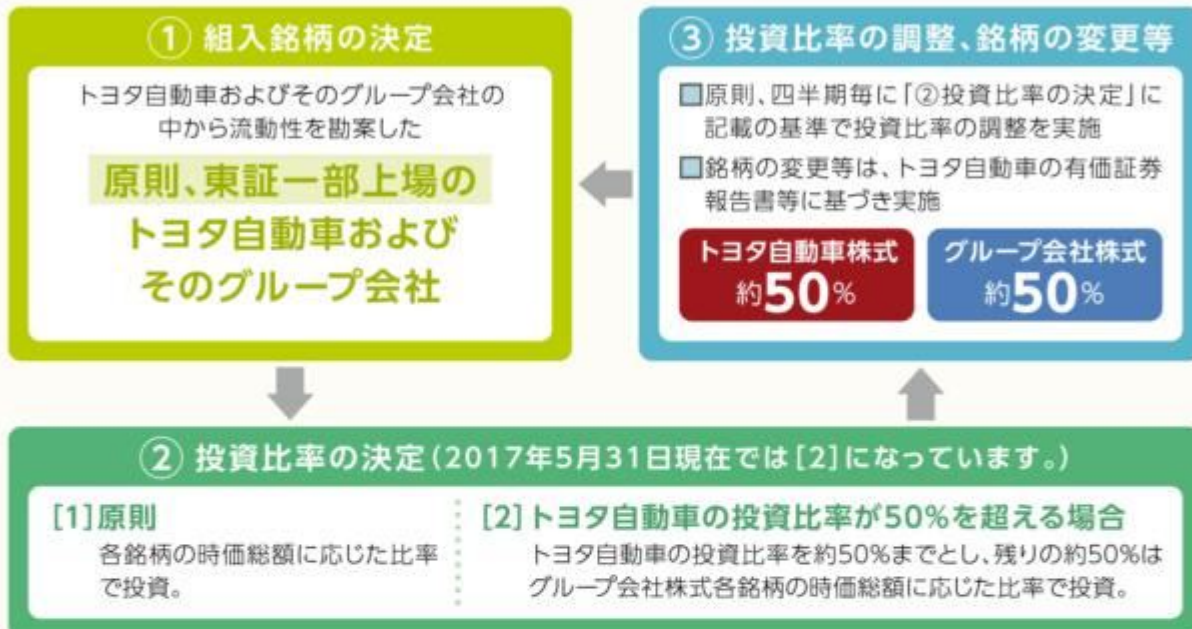 ① 組入銘柄の決定
トヨタ自動車およびそのグループ会社の
中から流動性を勘案した
原則、東証一部上場の
トヨタ自動車および
そのグループ会社
② 投資比率の決定(2017年5月31日現在では[2]になっています。)
[1]原則
各銘柄の時価総額に応じた比率
で投資。
[2]トヨタ自動車の投資比率が50%を超える場合
トヨタ自動車の投資比率を約50%までとし、残りの約50%は
グループ会社株式各銘柄の時価総額に応じた比率で投資。
③ 投資比率の調整、銘柄の変更等
■原則、四半期毎に「②投資比率の決定」に
記載の基準で投資比率の調整を実施
■銘柄の変更等は、トヨタ自動車の有価証券
報告書等に基づき実施
トヨタ自動車株式
約50%
グループ会社株式
約50%